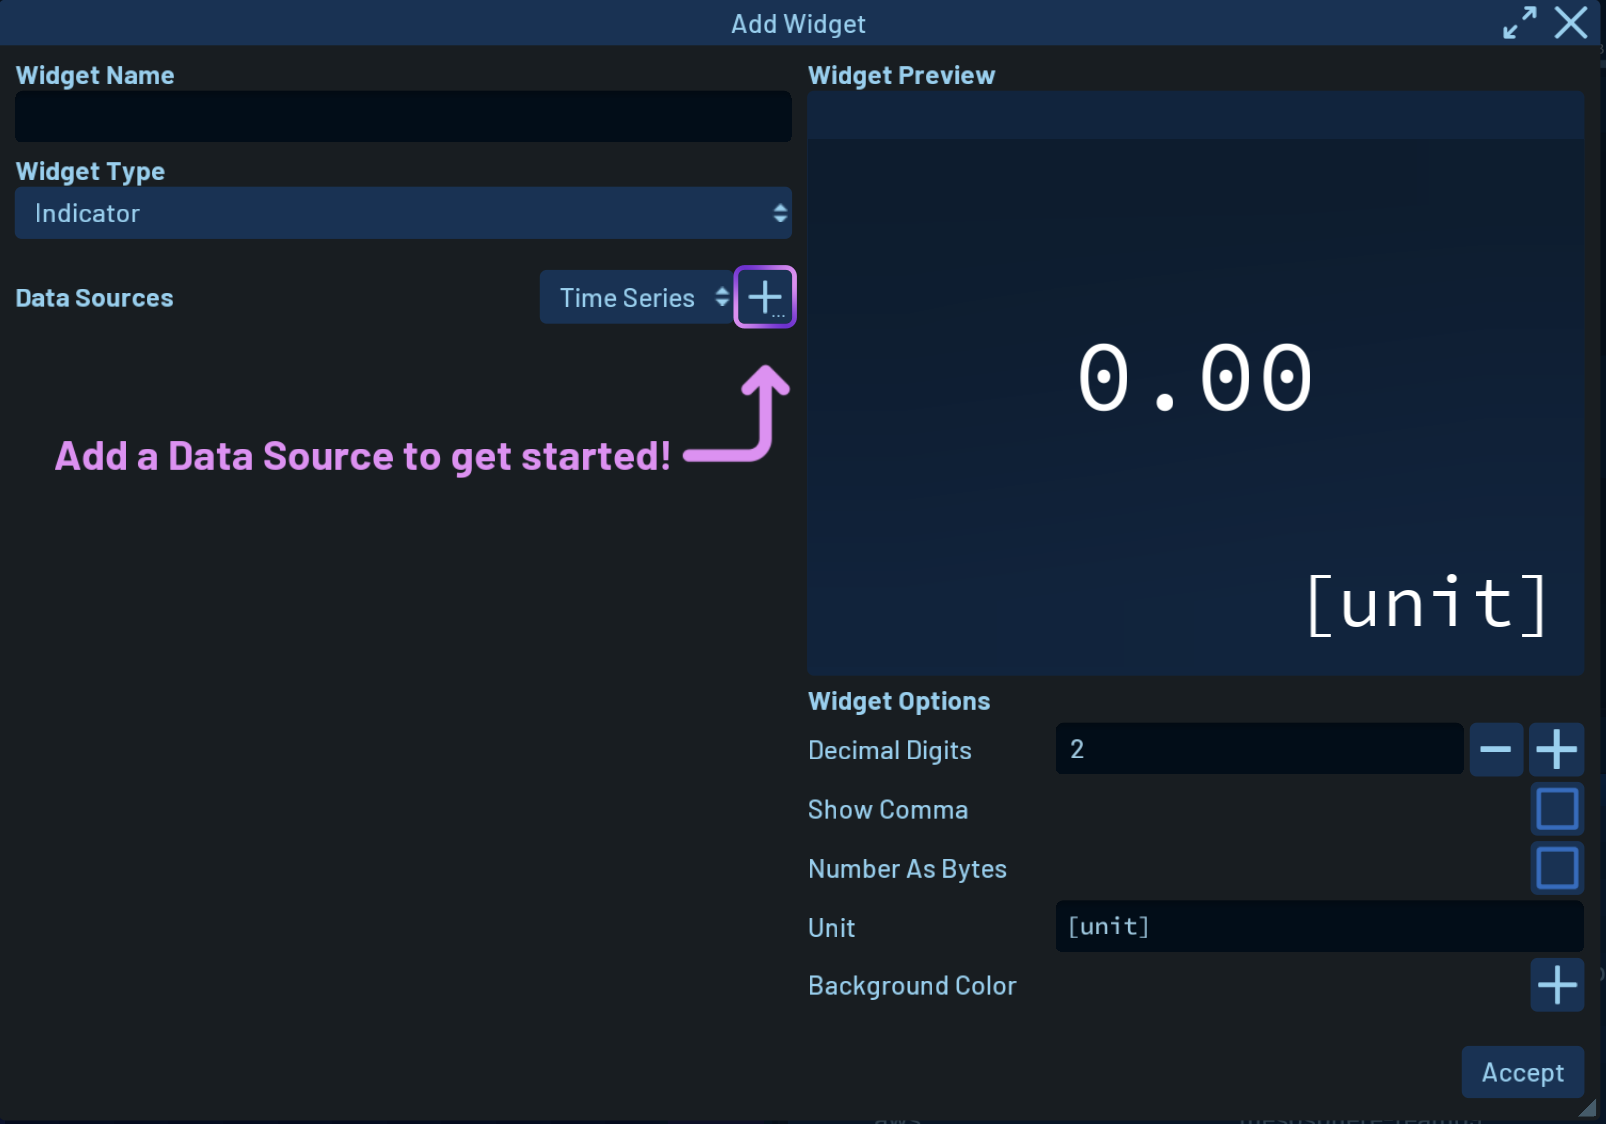 Add Widget
Widget Name
Widget Type
Indicator
Data Sources
Time Series
...
Add a Data Source to get started!
Widget Preview
0.00
[unit]
Widget Options
Decimal Digits
2
Show Comma
Number As Bytes
Unit
[unit]
Background Color
Accept